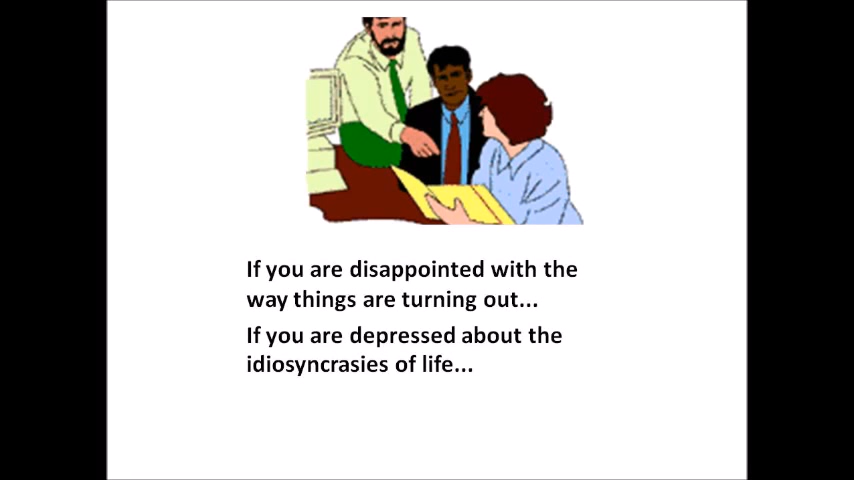 If you are disappointed with the
way things are turning out...
If you are depressed about the
idiosyncrasies of life...